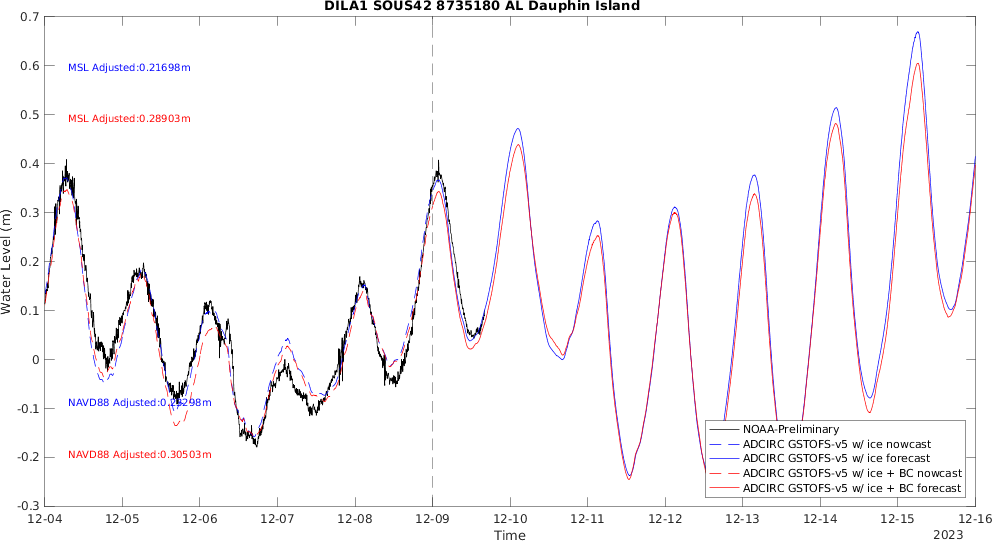 DILA1 SOUS42 8735180 AL Dauphin Island
0.7
0.6
0.5
0.4
0.3
0.2
0.1
0
-0.1
-0.2
-0.3
Water Level (m)
MSL Adjusted:0.21698m
MSL Adjusted:0.28903m
NAVD88 Adjusted:0.23298m
NAVD88 Adjusted:0.30503m
NOAA-Preliminary
ADCIRC GSTOFS-v5 w/ ice nowcast
ADCIRC GSTOFS-v5 w/ ice forecast
ADCIRC GSTOFS-v5 w/ ice + BC nowcast
ADCIRC GSTOFS-v5 w/ ice + BC forecast
12-04 12-05 12-06 12-07 12-08 12-09 12-10 12-11 12-12 12-13 12-14 12-15 12-16
Time
2023